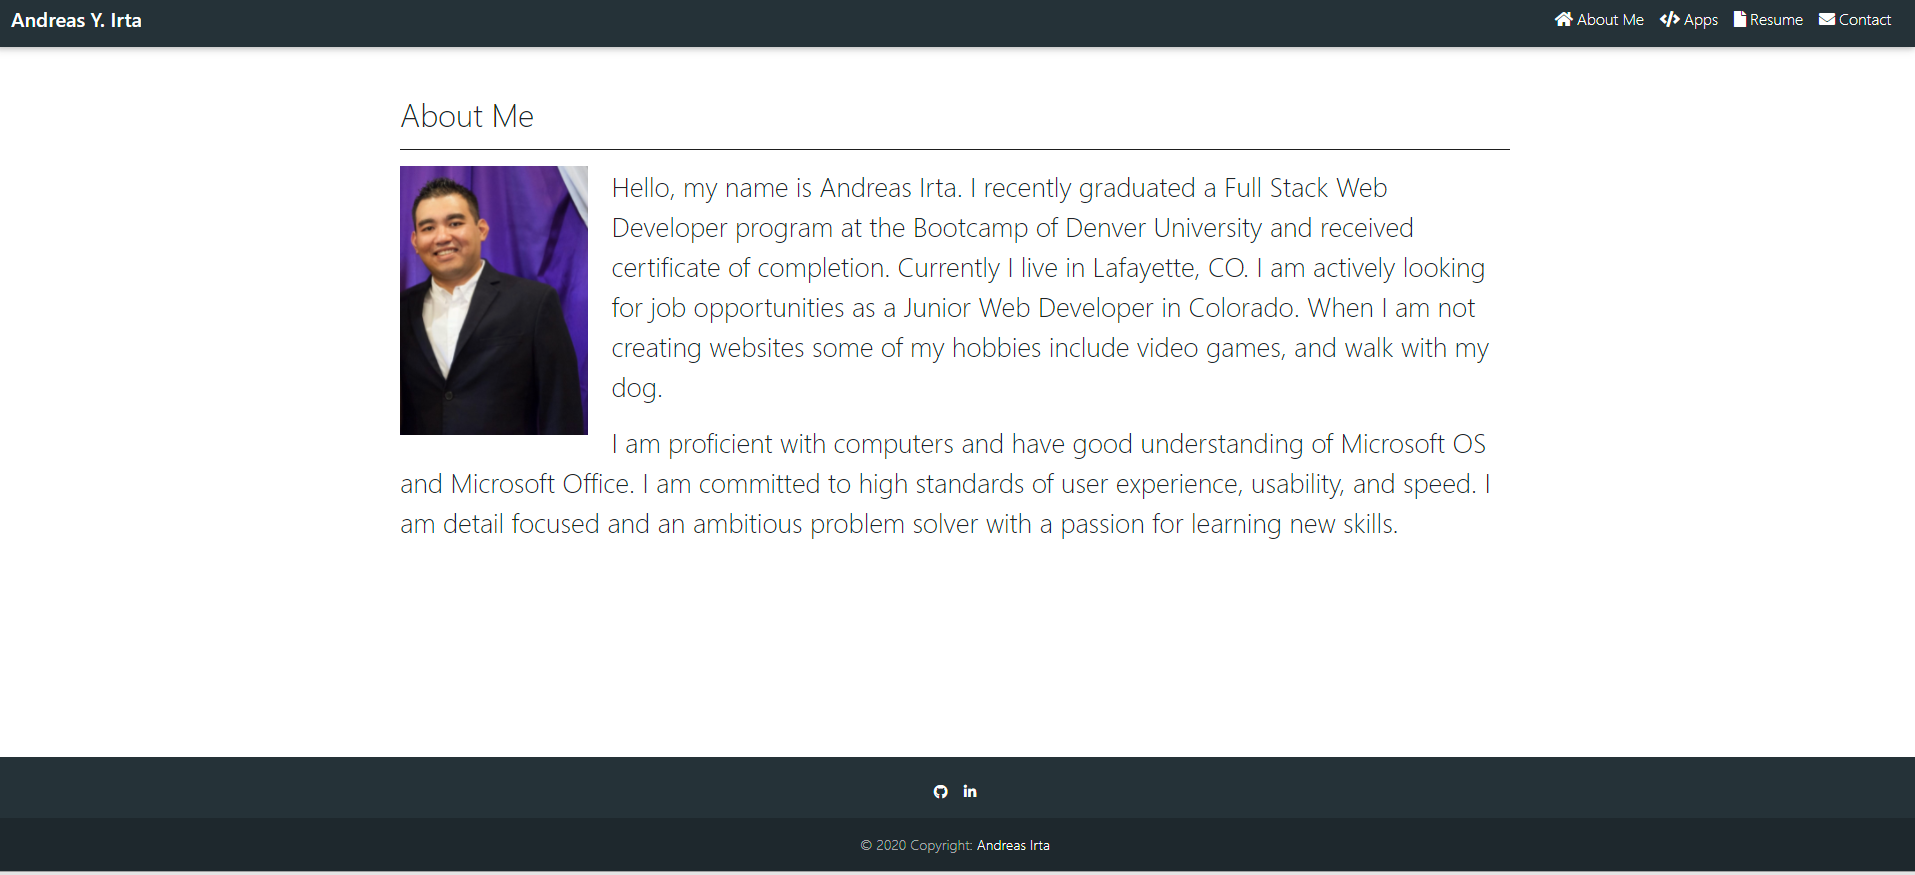 Andreas Y. Irta
About Me
Apps
Resume
Contact
About Me
Hello, my name is Andreas Irta. I recently graduated a Full Stack Web
Developer program at the Bootcamp of Denver University and received
certificate of completion. Currently I live in Lafayette, CO. I am actively looking
for job opportunities as a Junior Web Developer in Colorado. When I am not
creating websites some of my hobbies include video games, and walk with my
dog.
I am proficient with computers and have good understanding of Microsoft OS
and Microsoft Office. I am committed to high standards of user experience, usability, and speed. I
am detail focused and an ambitious problem solver with a passion for learning new skills.
© 2020 Copyright: Andreas Irta